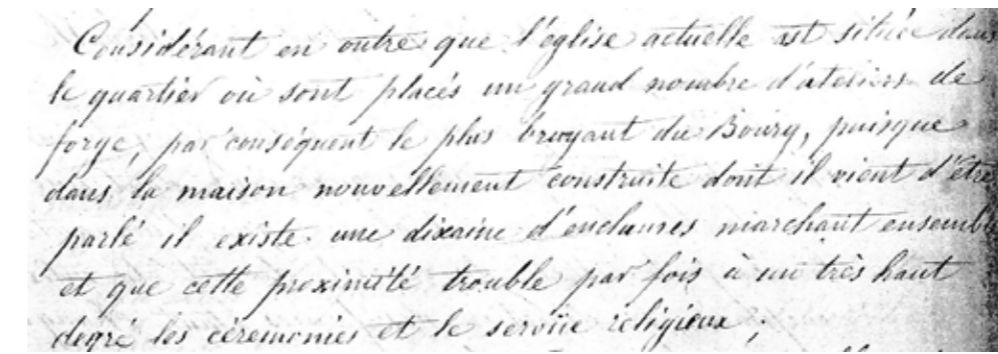 Considérant en outre que l'église actuelle est située dans
le quartier où sont placés un grand nombre d'ateliers de
forge, par conséquent le plus bruyant du Bourg, puisque
dans la maison nouvellement construite dont il vient d'être
parlé il existe une dixaine d'enclumes marchant ensemble
et que cette proximité trouble par fois à un très haut
degré les cérémonies et le service religieux ;